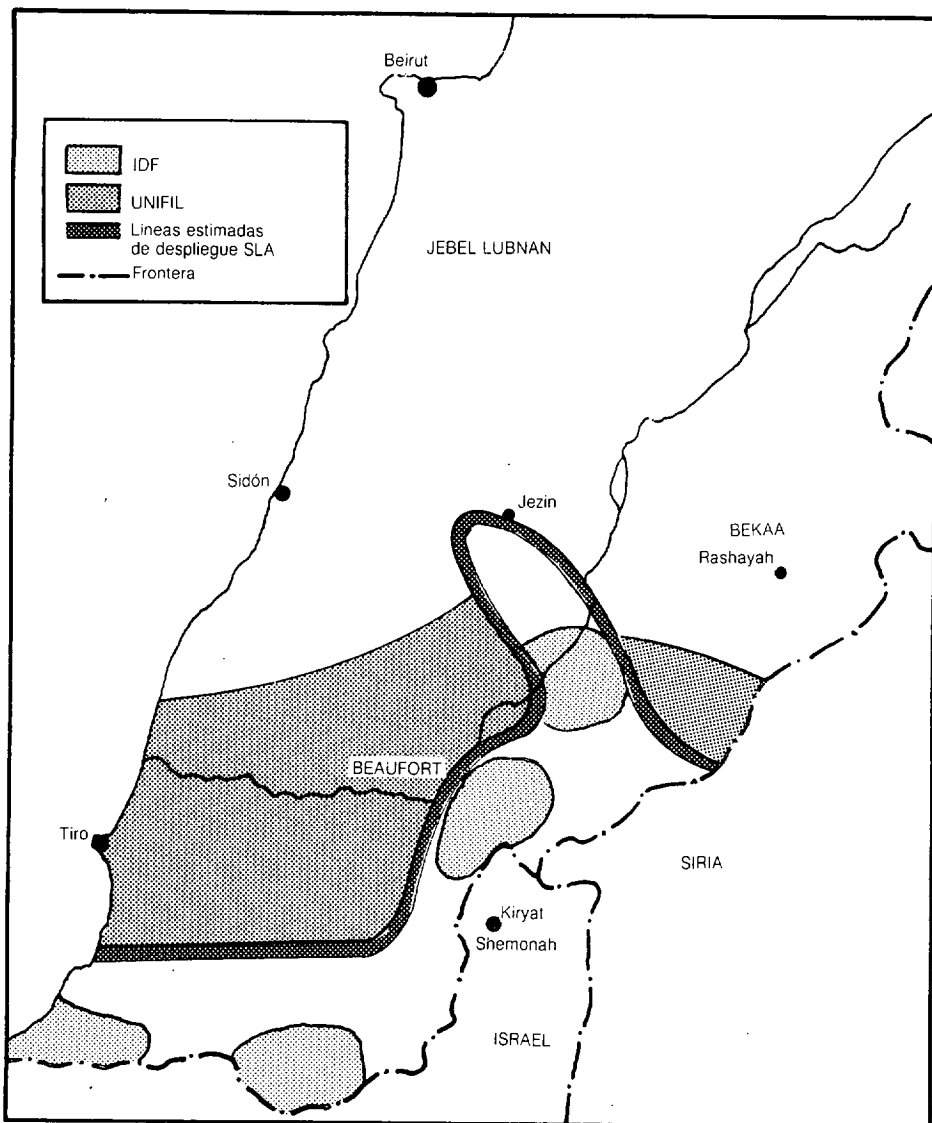 Beirut
IDF
UNIFIL
Líneas estimadas
de despliegue SLA
Frontera
JEBEL LUBNAN
Sidón
Jezin
BEKAA
Rashayah
BEAUFORT
Tiro
SIRIA
Kiryat
Shemonah
ISRAEL